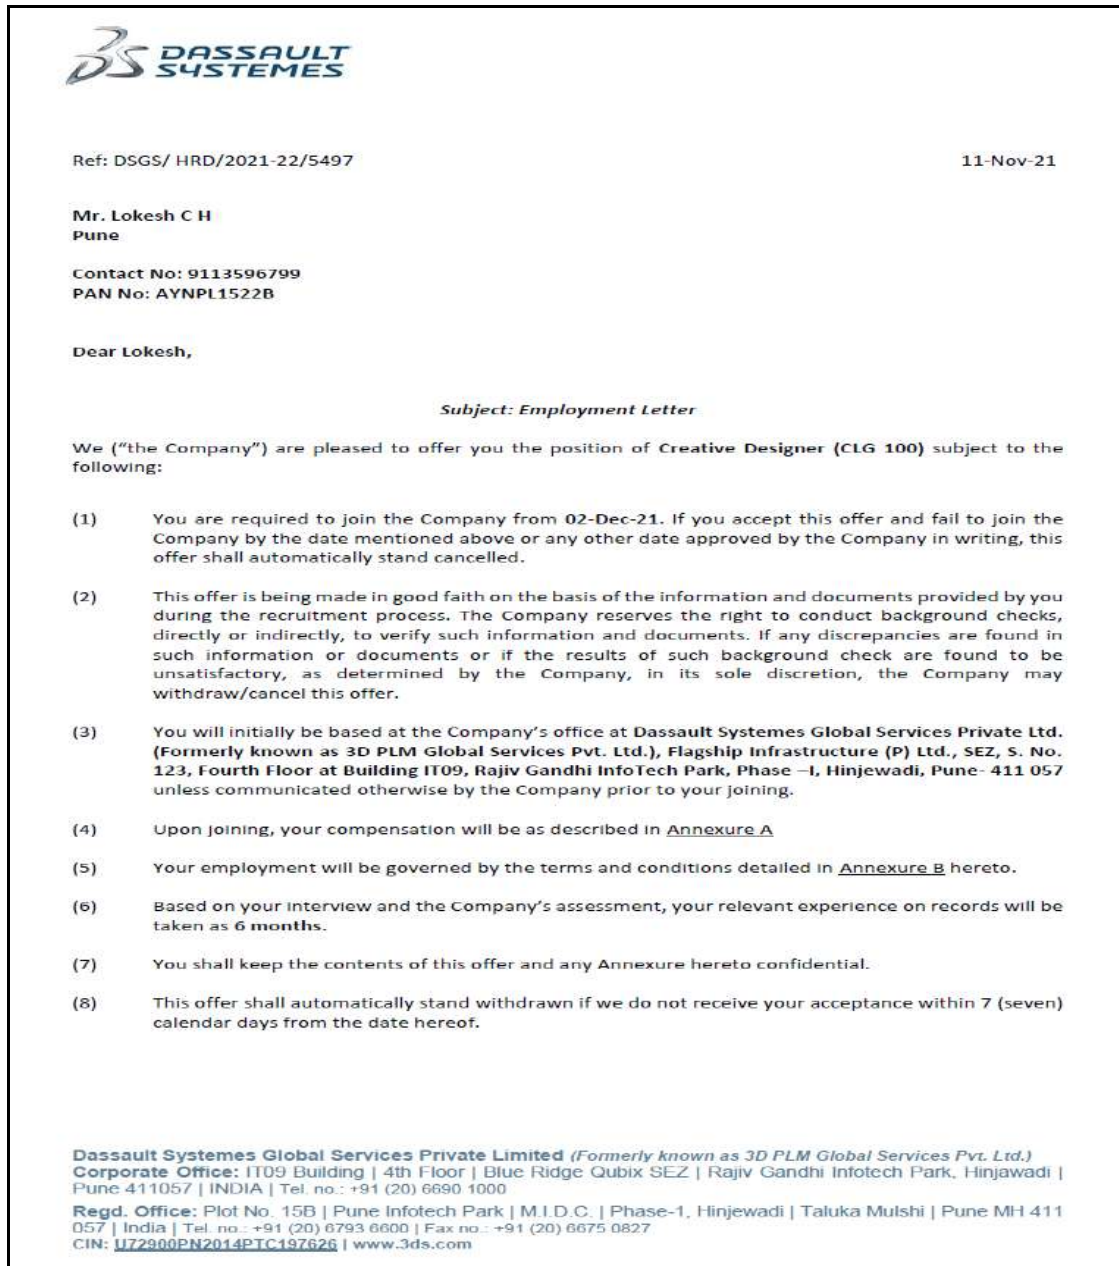 DASSAULT
SYSTEMES
Ref: DSGS/ HRD/2021-22/5497 11-Nov-21
Mr. Lokesh C H
Pune
Contact No: 9113596799
PAN No: AYNPL1522B
Dear Lokesh,
Subject: Employment Letter
We (“the Company”) are pleased to offer you the position of Creative Designer (CLG 100) subject to the
following:
(1) You are required to join the Company from 02-Dec-21. If you accept this offer and fail to join the
Company by the date mentioned above or any other date approved by the Company in writing, this
offer shall automatically stand cancelled.
(2) This offer is being made in good faith on the basis of the information and documents provided by you
during the recruitment process. The Company reserves the right to conduct background checks,
directly or indirectly, to verify such information and documents. If any discrepancies are found in
such information or documents or if the results of such background check are found to be
unsatisfactory, as determined by the Company, in its sole discretion, the Company may
withdraw/cancel this offer.
(3) You will initially be based at the Company’s office at Dassault Systemes Global Services Private Ltd.
(Formerly known as 3D PLM Global Services Pvt. Ltd.), Flagship Infrastructure (P) Ltd., SEZ, S. No.
123, Fourth Floor at Building IT09, Rajiv Gandhi InfoTech Park, Phase –I, Hinjewadi, Pune- 411 057
unless communicated otherwise by the Company prior to your joining.
(4) Upon joining, your compensation will be as described in Annexure A
(5) Your employment will be governed by the terms and conditions detailed in Annexure B hereto.
(6) Based on your interview and the Company’s assessment, your relevant experience on records will be
taken as 6 months.
(7) You shall keep the contents of this offer and any Annexure hereto confidential.
(8) This offer shall automatically stand withdrawn if we do not receive your acceptance within 7 (seven)
calendar days from the date hereof.
Dassault Systemes Global Services Private Limited (Formerly known as 3D PLM Global Services Pvt. Ltd.)
Corporate Office: IT09 Building | 4th Floor | Blue Ridge Qubix SEZ | Rajiv Gandhi Infotech Park, Hinjawadi |
Pune 411057 | INDIA | Tel. no.: +91 (20) 6690 1000
Regd. Office: Plot No. 15B | Pune Infotech Park | M.I.D.C. | Phase-1, Hinjewadi | Taluka Mulshi | Pune MH 411
057 | India | Tel. no.: +91 (20) 6793 6600 | Fax no.: +91 (20) 6675 0827
CIN: U72900PN2014PTC197626 | www.3ds.com